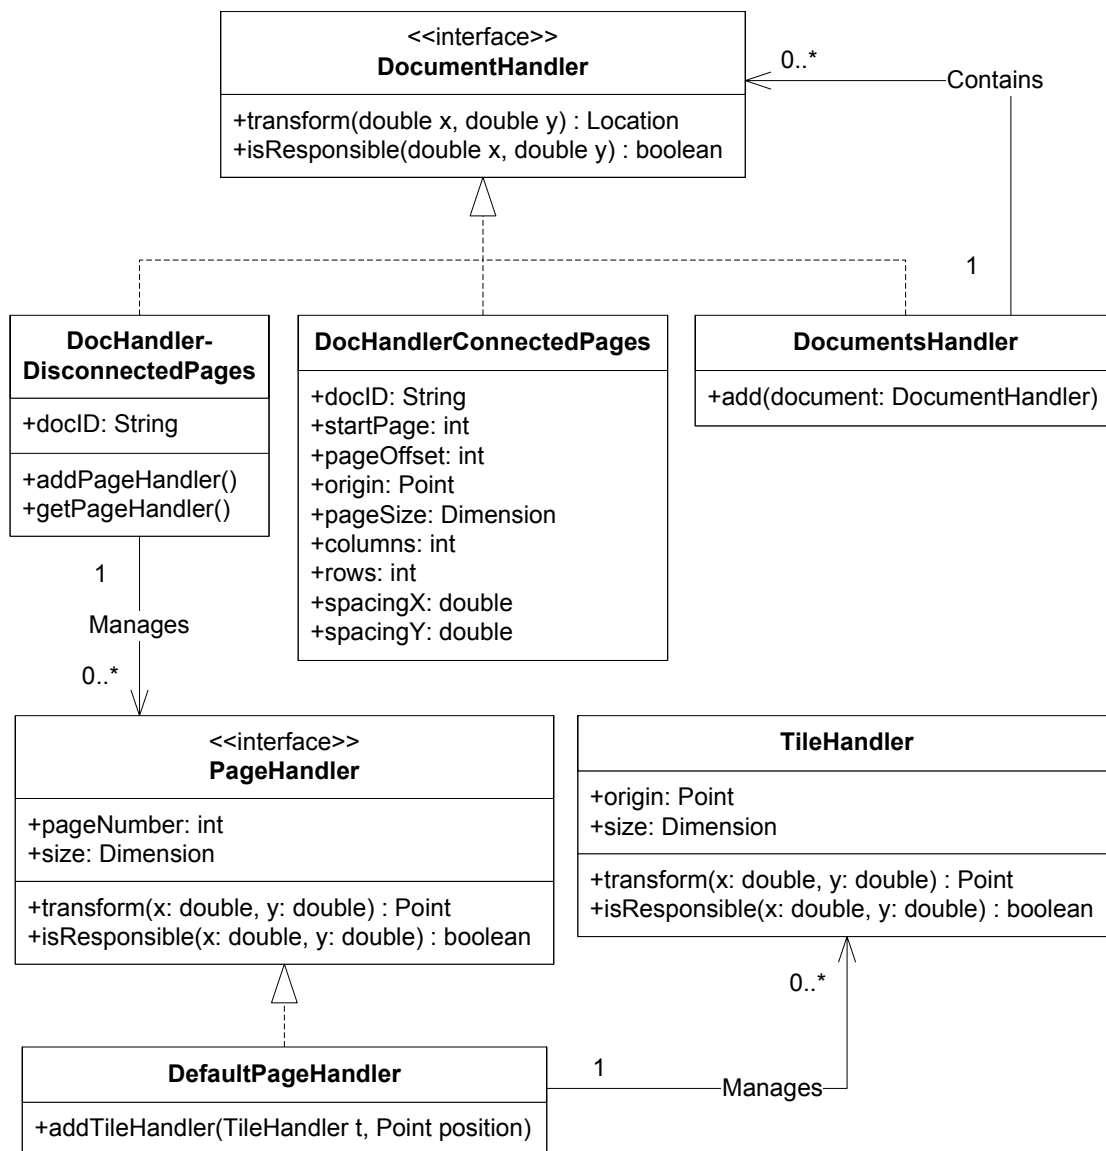 <<interface>>
DocumentHandler
+transform(double x, double y) : Location
+isResponsible(double x, double y) : boolean
0..*
Contains
1
DocHandler-
DisconnectedPages
+docID: String
+addPageHandler()
+getPageHandler()
DocHandlerConnectedPages
+docID: String
+startPage: int
+pageOffset: int
+origin: Point
+pageSize: Dimension
+columns: int
+rows: int
+spacingX: double
+spacingY: double
DocumentsHandler
+add(document: DocumentHandler)
1
Manages
0..*
<<interface>>
PageHandler
+pageNumber: int
+size: Dimension
+transform(x: double, y: double) : Point
+isResponsible(x: double, y: double) : boolean
TileHandler
+origin: Point
+size: Dimension
+transform(x: double, y: double) : Point
+isResponsible(x: double, y: double) : boolean
0..*
1
Manages
DefaultPageHandler
+addTileHandler(TileHandler t, Point position)